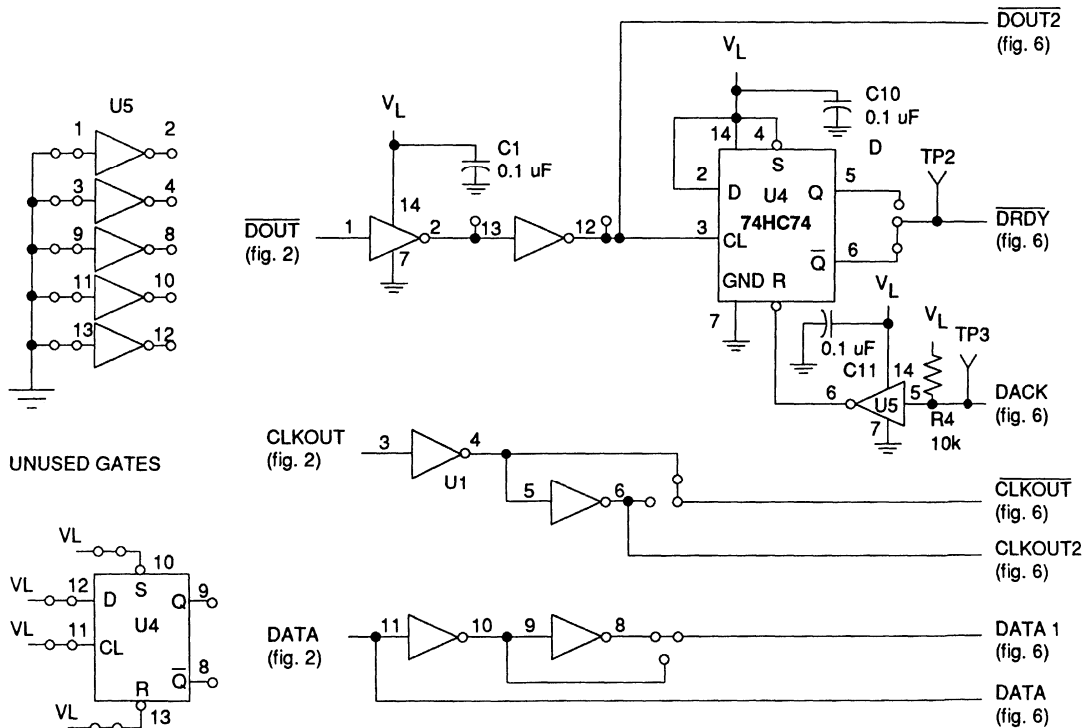 DOUT2
(fig. 6)
VL
C10
0.1 uF
U5
1 2
3 4
9 8
11 10
13 12
UNUSED GATES
VL
C1
0.1 uF
14
DOUT
(fig. 2)
1 2
7
13 12
14 4
D
S
2 D U4 Q 5
74HC74
3 CL
Q 6
GND R
7
TP2
DRDY
(fig. 6)
VL
0.1 uF
C11
VL
TP3
14
6 U5 5
7
R4
10k
DACK
(fig. 6)
CLKOUT
(fig. 2)
3 4
U1
5 6
CLKOUT
(fig. 6)
CLKOUT2
(fig. 6)
VL
10
S
VL 12 D Q 9
U4
VL 11 CL
Q 8
R
VL 13
DATA
(fig. 2)
11 10 9 8
DATA 1
(fig. 6)
DATA
(fig. 6)